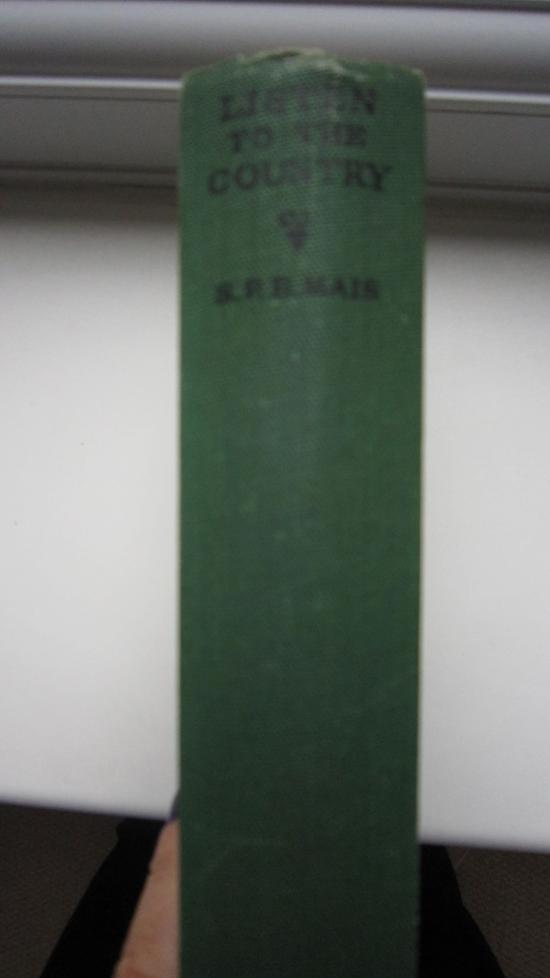 LISTEN
TO THE
COUNTRY
S.P.B. MAIS